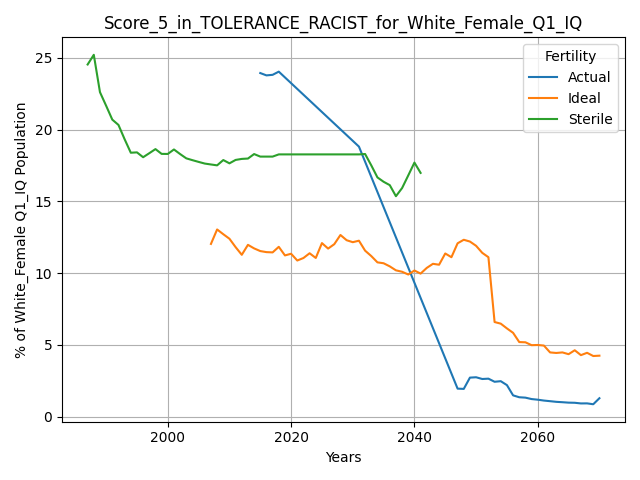 Score_5_in_TOLERANCE_RACIST_for_White_Female_Q1_IQ
Fertility
Actual
Ideal
Sterile
% of White_Female Q1_IQ Population
25
20
15
10
5
0
2000 2020 2040 2060
Years